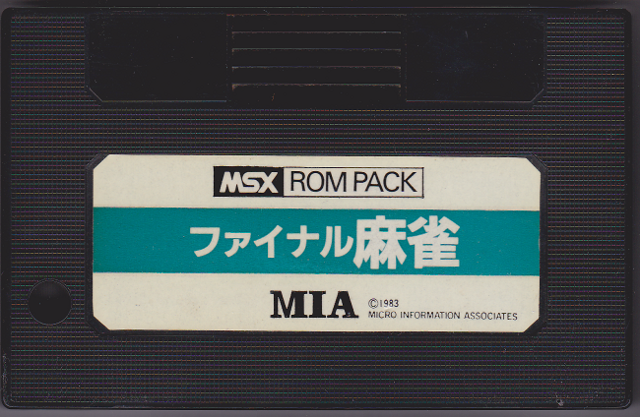 MSX ROM PACK
ファイナル麻雀
MIA ©1983
MICRO INFORMATION ASSOCIATES